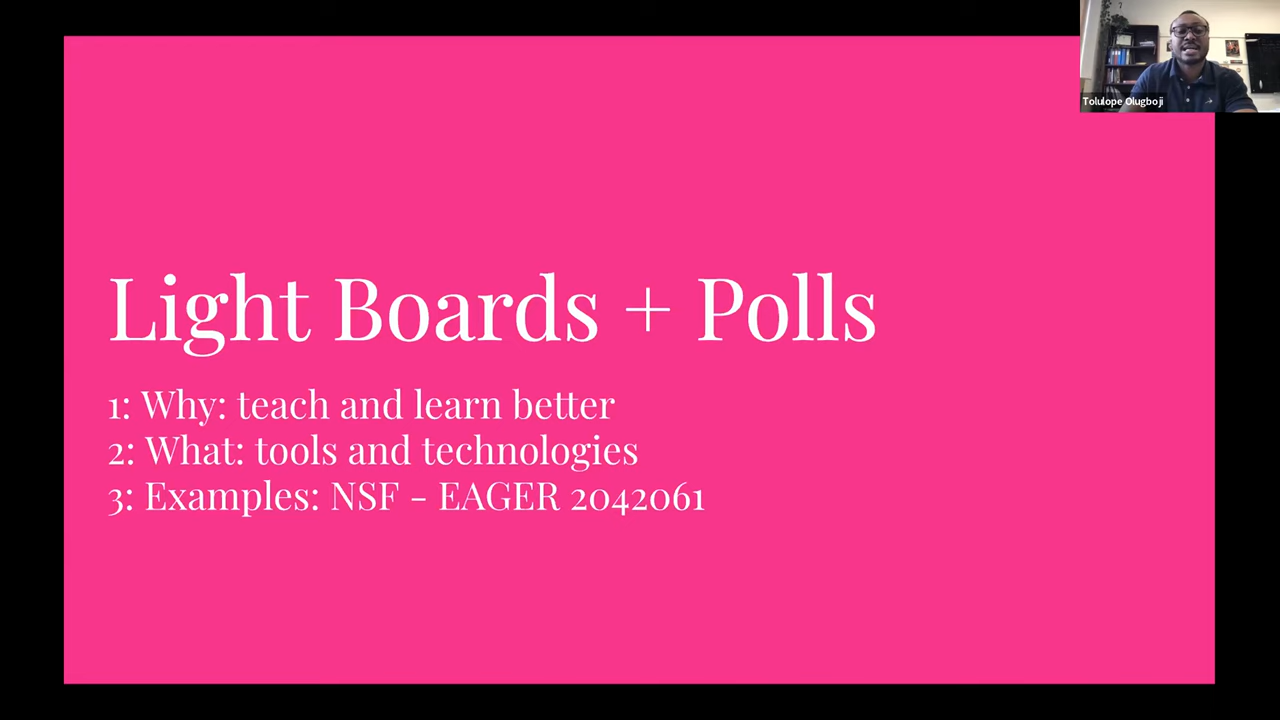 Tolulope Olugboji
Light Boards + Polls
1: Why: teach and learn better
2: What: tools and technologies
3: Examples: NSF - EAGER 2042061